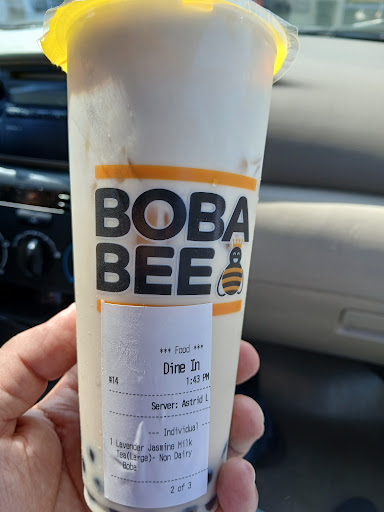 BOBA
BEE
*** Food ***
Dine In
#14 1:43 PM
Server: Astrid L
--- Individual -
1 Lavender Jasmine Milk
Tea(Large)- Non Dairy
Boba
2 of 3